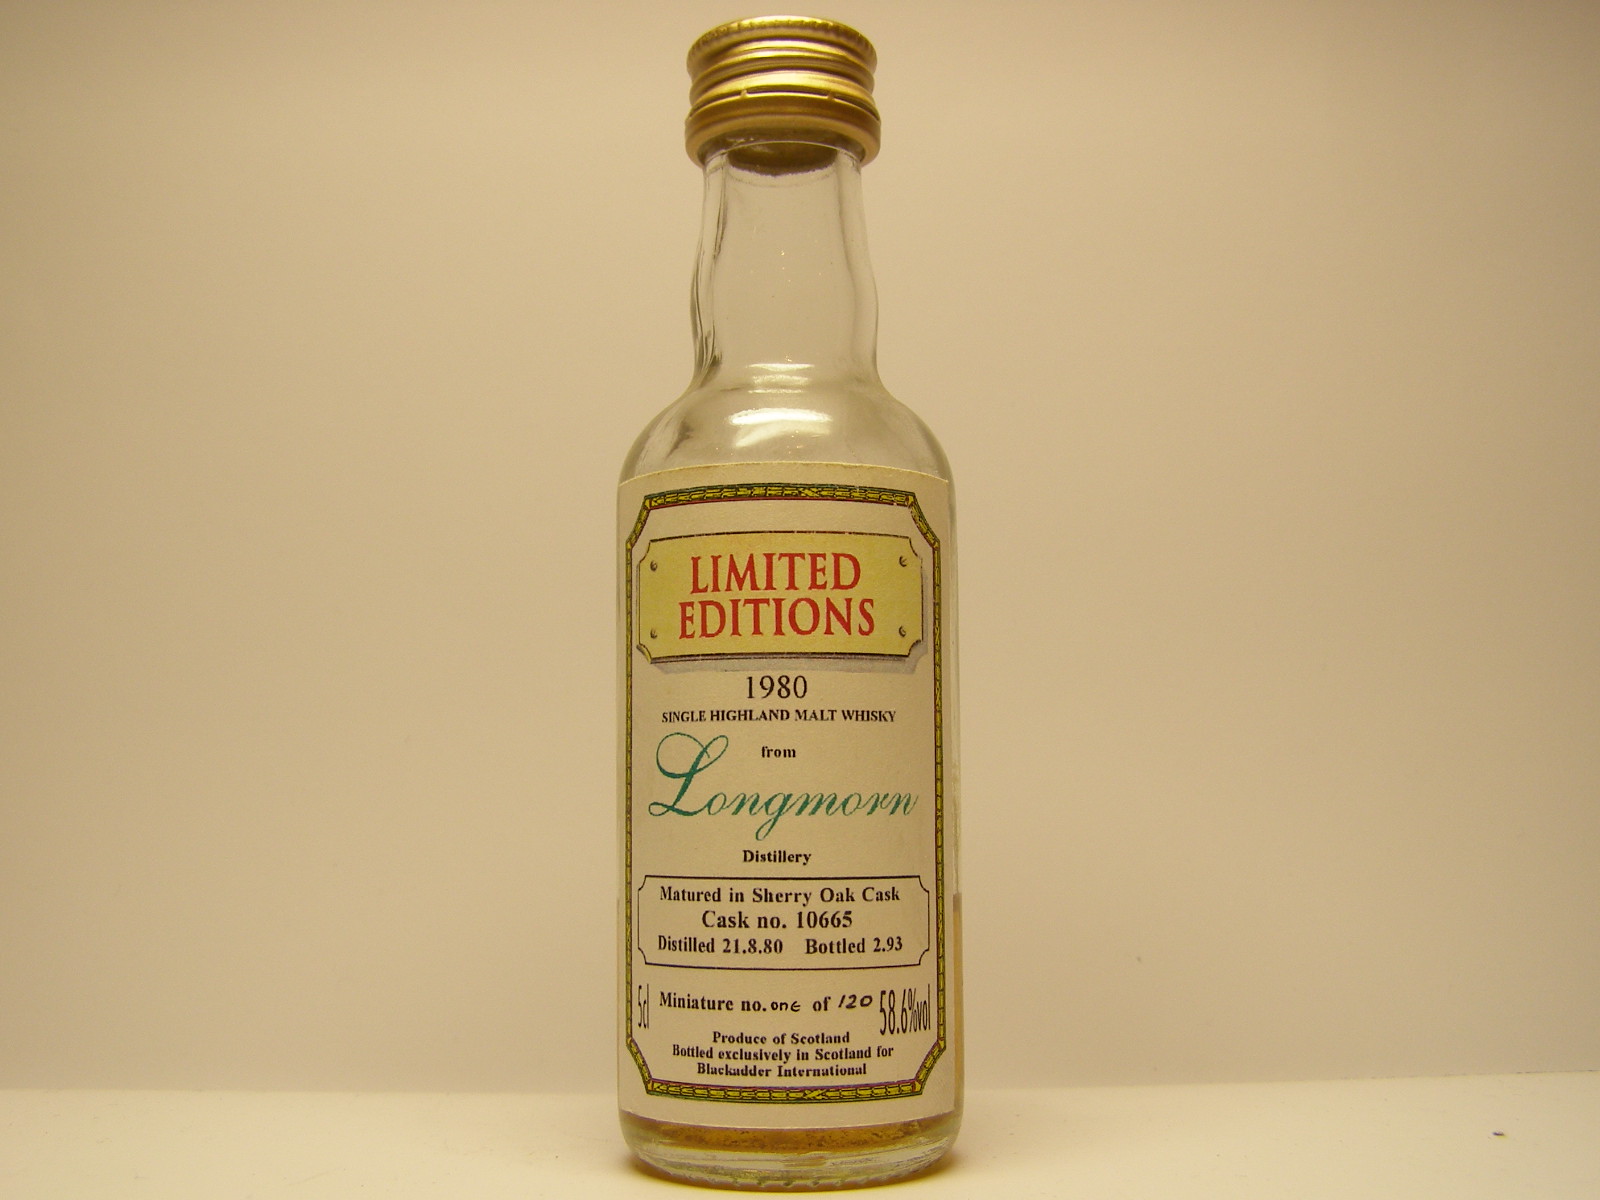 LIMITED
EDITIONS
1980
SINGLE HIGHLAND MALT WHISKY
from
Longmorn
Distillery
Matured in Sherry Oak Cask
Cask no. 10665
Distilled 21.8.80 Bottled 2.93
5cl Miniature no. one of 120 58.6%vol
Produce of Scotland
Bottled exclusively in Scotland for
Blackadder International